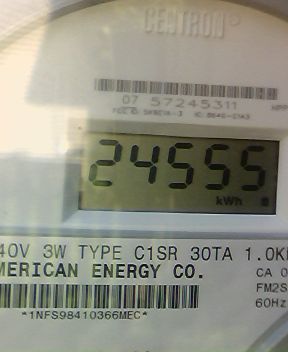 CENTRON®
07 57245311
24555
kWh
40V 3W TYPE C1SR 30TA 1.0K
MERICAN ENERGY CO.
CA 0
FM2S
60Hz
*1NFS98410366MEC*